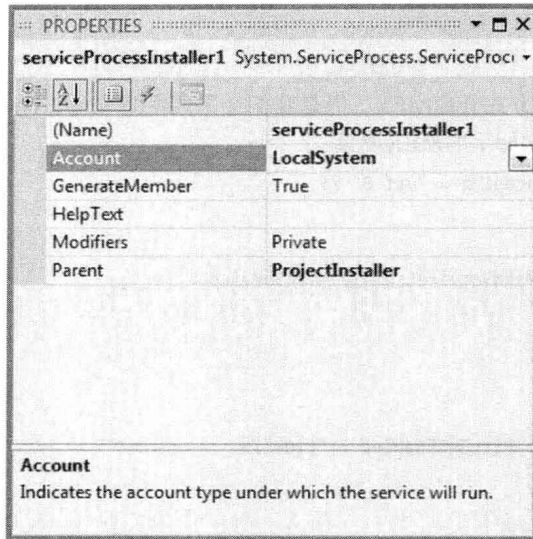 PROPERTIES
serviceProcessInstaller1 System.ServiceProcess.ServiceProc
(Name) serviceProcessInstaller1
Account LocalSystem
GenerateMember True
HelpText
Modifiers Private
Parent ProjectInstaller
Account
Indicates the account type under which the service will run.